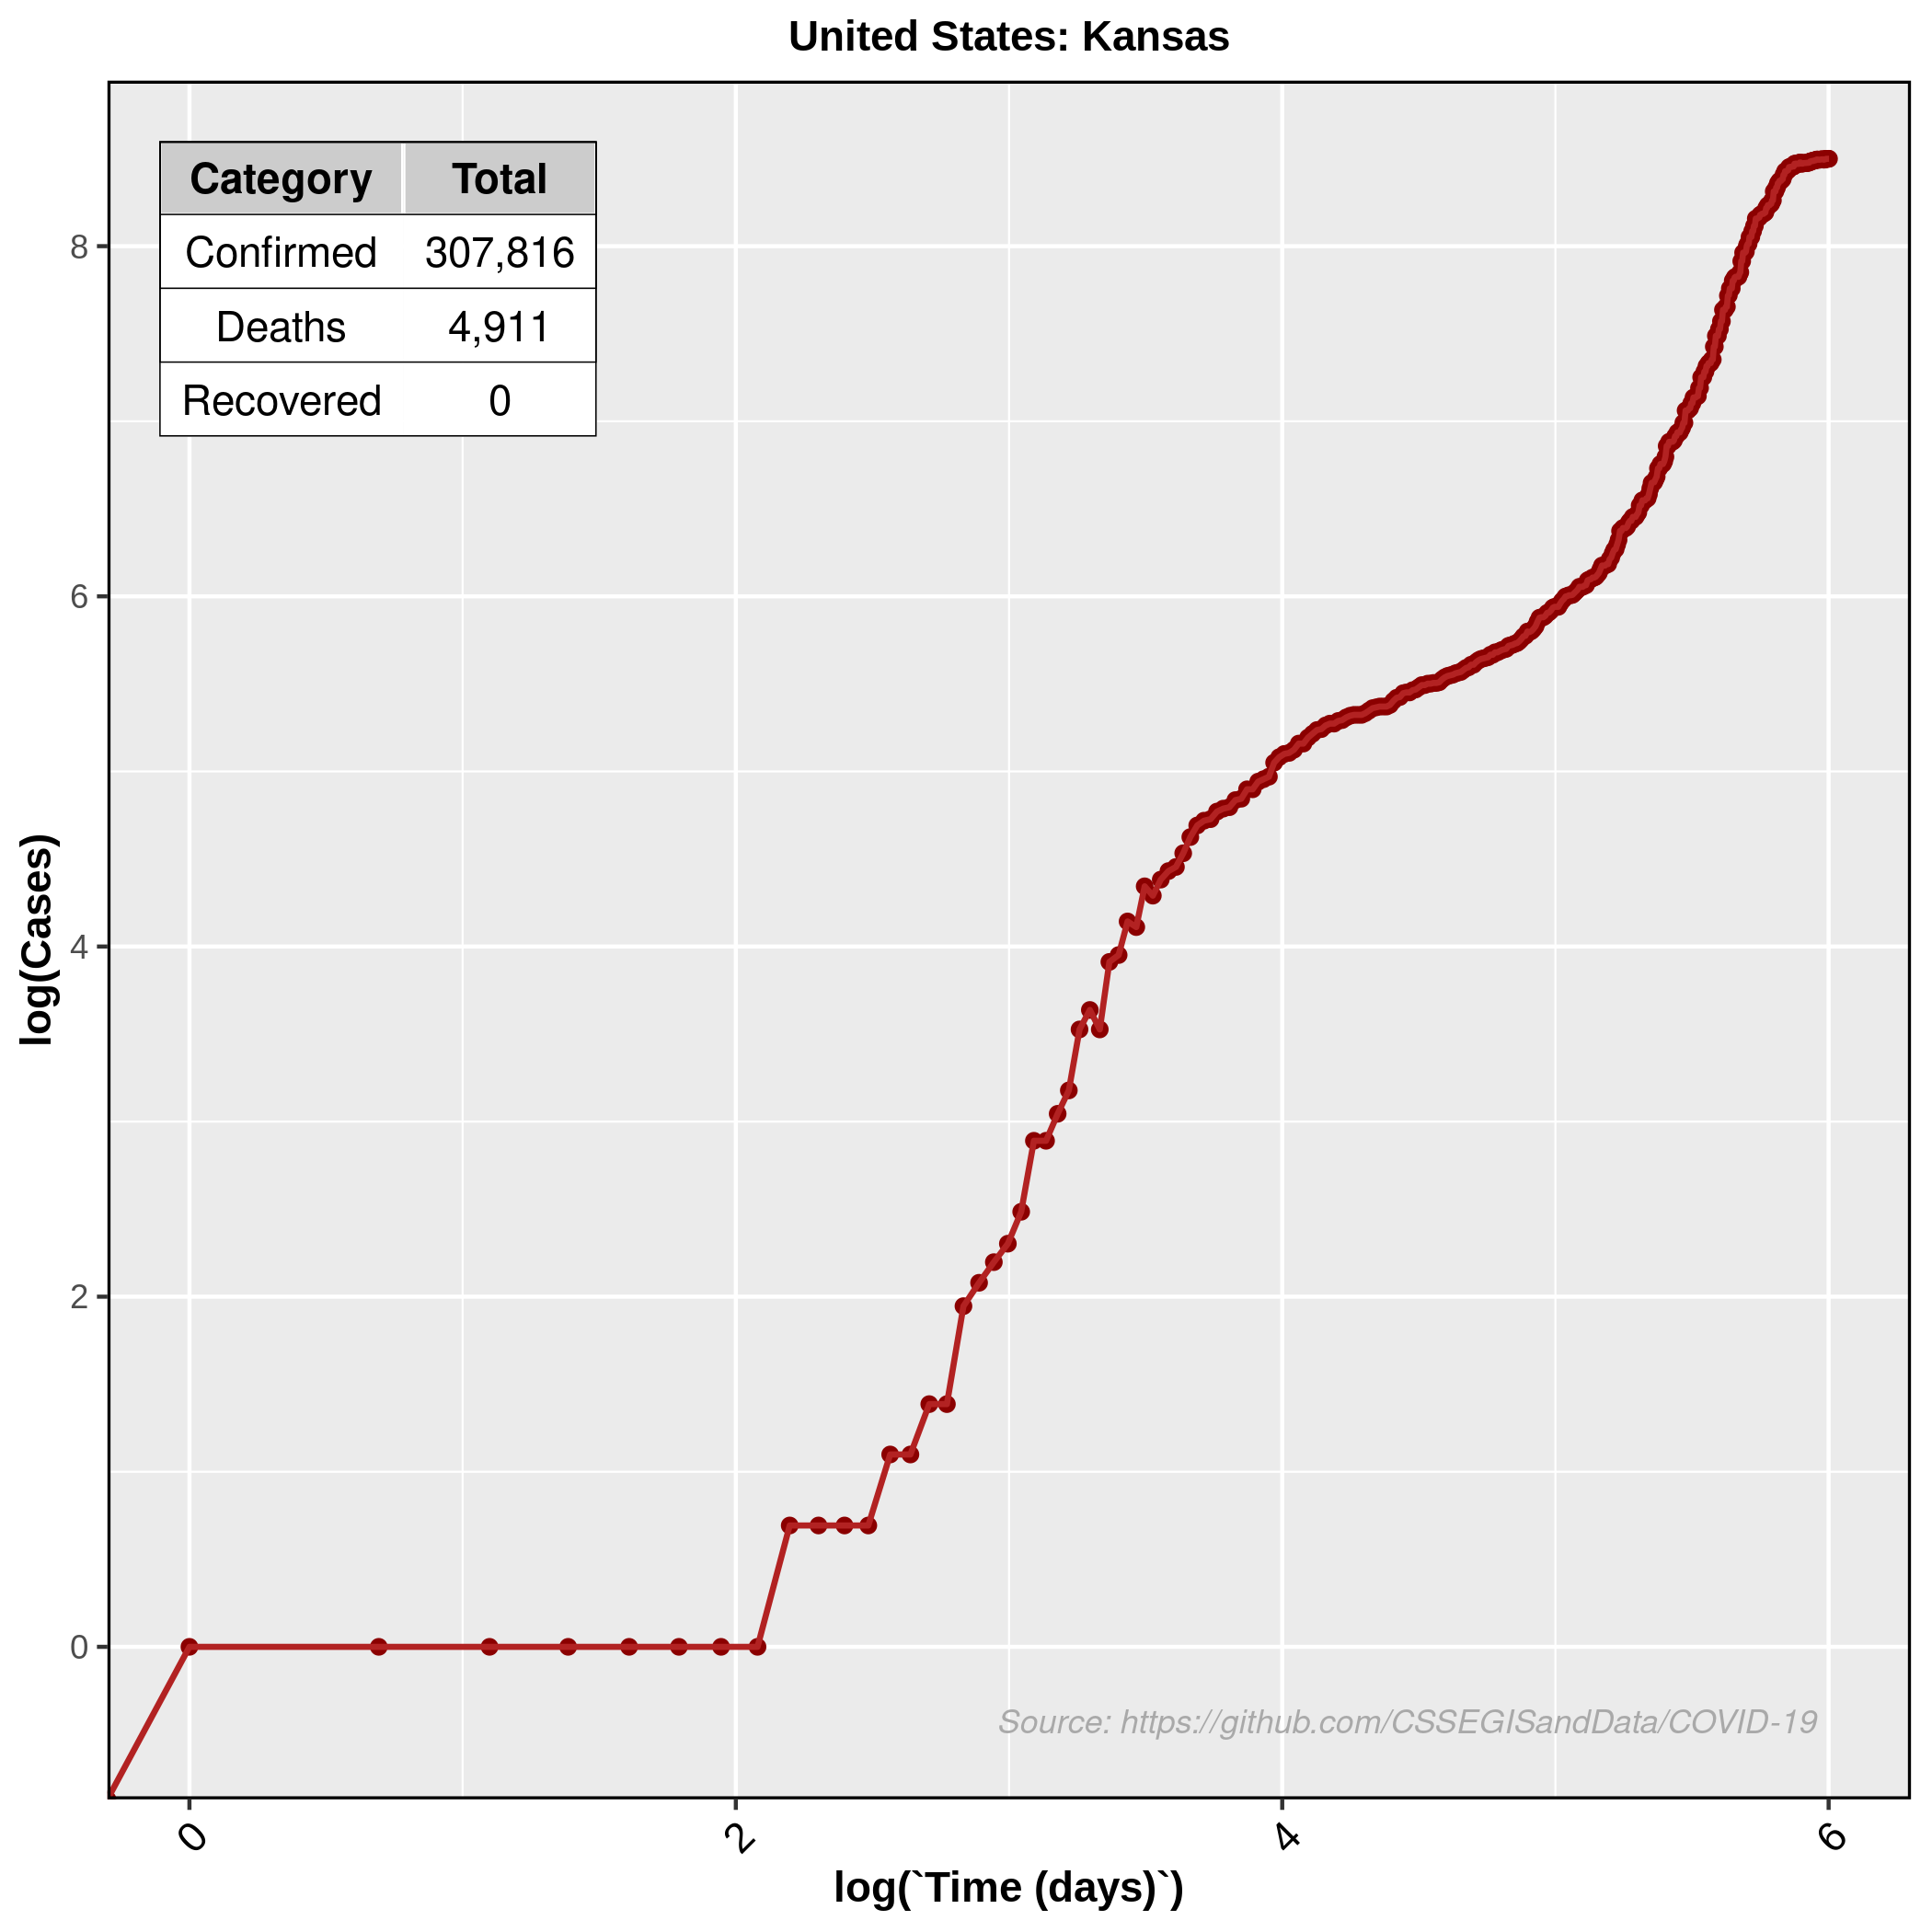 United States: Kansas
Category Total
Confirmed 307,816
Deaths 4,911
Recovered 0
8
6
4
2
0
log(Cases)
Source: https://github.com/CSSEGISandData/COVID-19
0 2 4 6
log(`Time (days)`)